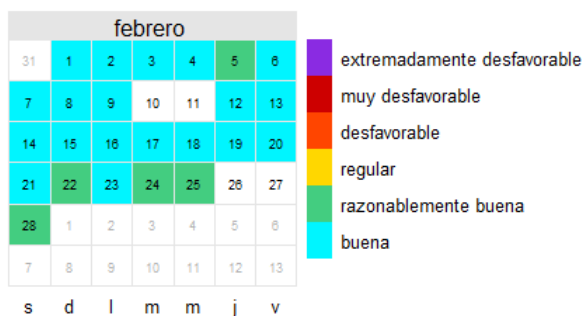 febrero
31 1 2 3 4 5 6
7 8 9 10 11 12 13
14 15 16 17 18 19 20
21 22 23 24 25 26 27
28 1 2 3 4 5 6
7 8 9 10 11 12 13
s d l m m j v
extremadamente desfavorable
muy desfavorable
desfavorable
regular
razonablemente buena
buena